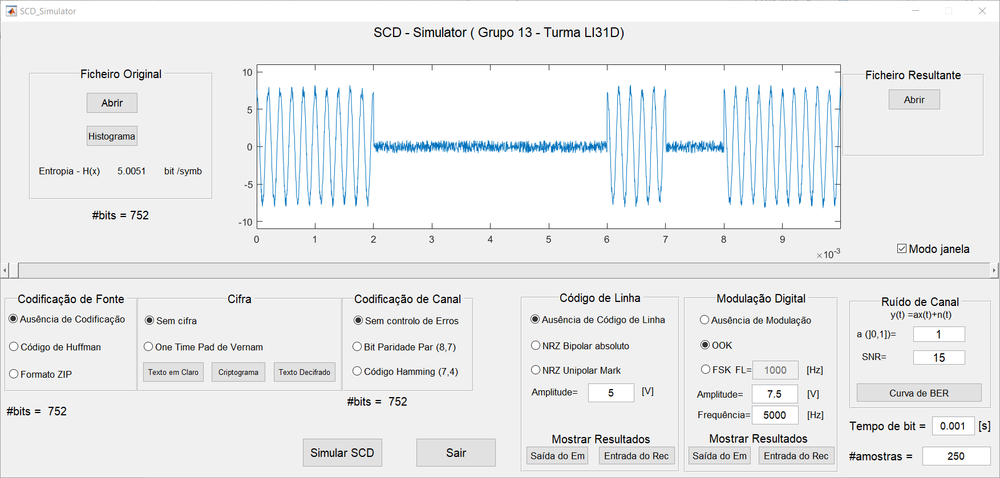 SCD_Simulator
SCD - Simulator ( Grupo 13 - Turma LI31D)
Ficheiro Original
Abrir
Histograma
Entropia - H(x) 5.0051 bit /symb
#bits = 752
10
5
0
-5
-10
0 1 2 3 4 5 6 7 8 9
×10-3
Ficheiro Resultante
Abrir
Modo janela
Codificação de Fonte
Ausência de Codificação
Código de Huffman
Formato ZIP
#bits = 752
Cifra
Sem cifra
One Time Pad de Vernam
Texto em Claro Criptograma Texto Decifrado
Codificação de Canal
Sem controlo de Erros
Bit Paridade Par (8,7)
Código Hamming (7,4)
#bits = 752
Simular SCD Sair
Código de Linha
Ausência de Código de Linha
NRZ Bipolar absoluto
NRZ Unipolar Mark
Amplitude= 5 [V]
Mostrar Resultados
Saída do Em Entrada do Rec
Modulação Digital
Ausência de Modulação
OOK
FSK FL= 1000 [Hz]
Amplitude= 7.5 [V]
Frequência= 5000 [Hz]
Mostrar Resultados
Saída do Em Entrada do Rec
Ruído de Canal
y(t) =ax(t)+n(t)
a (]0,1])= 1
SNR= 15
Curva de BER
Tempo de bit = 0.001 [s]
#amostras = 250